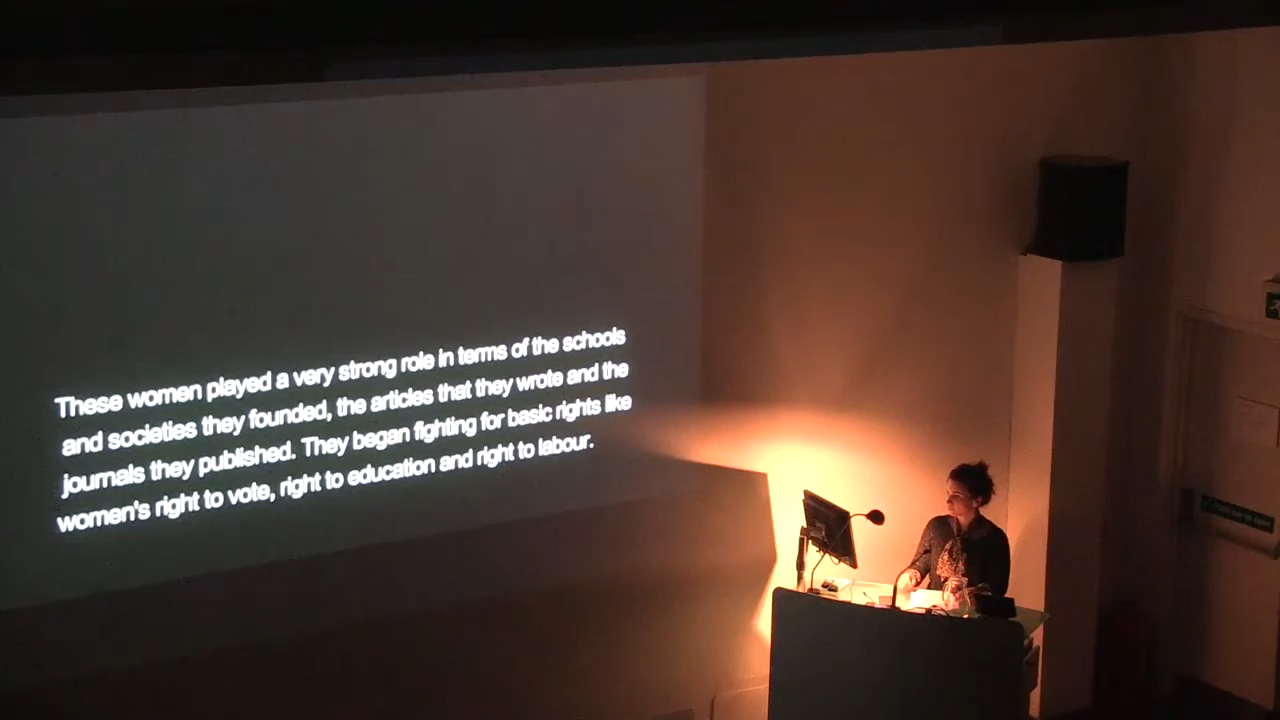 These women played a very strong role in terms of the schools
and societies they founded, the articles that they wrote and the
journals they published. They began fighting for basic rights like
women's right to vote, right to education and right to labour.